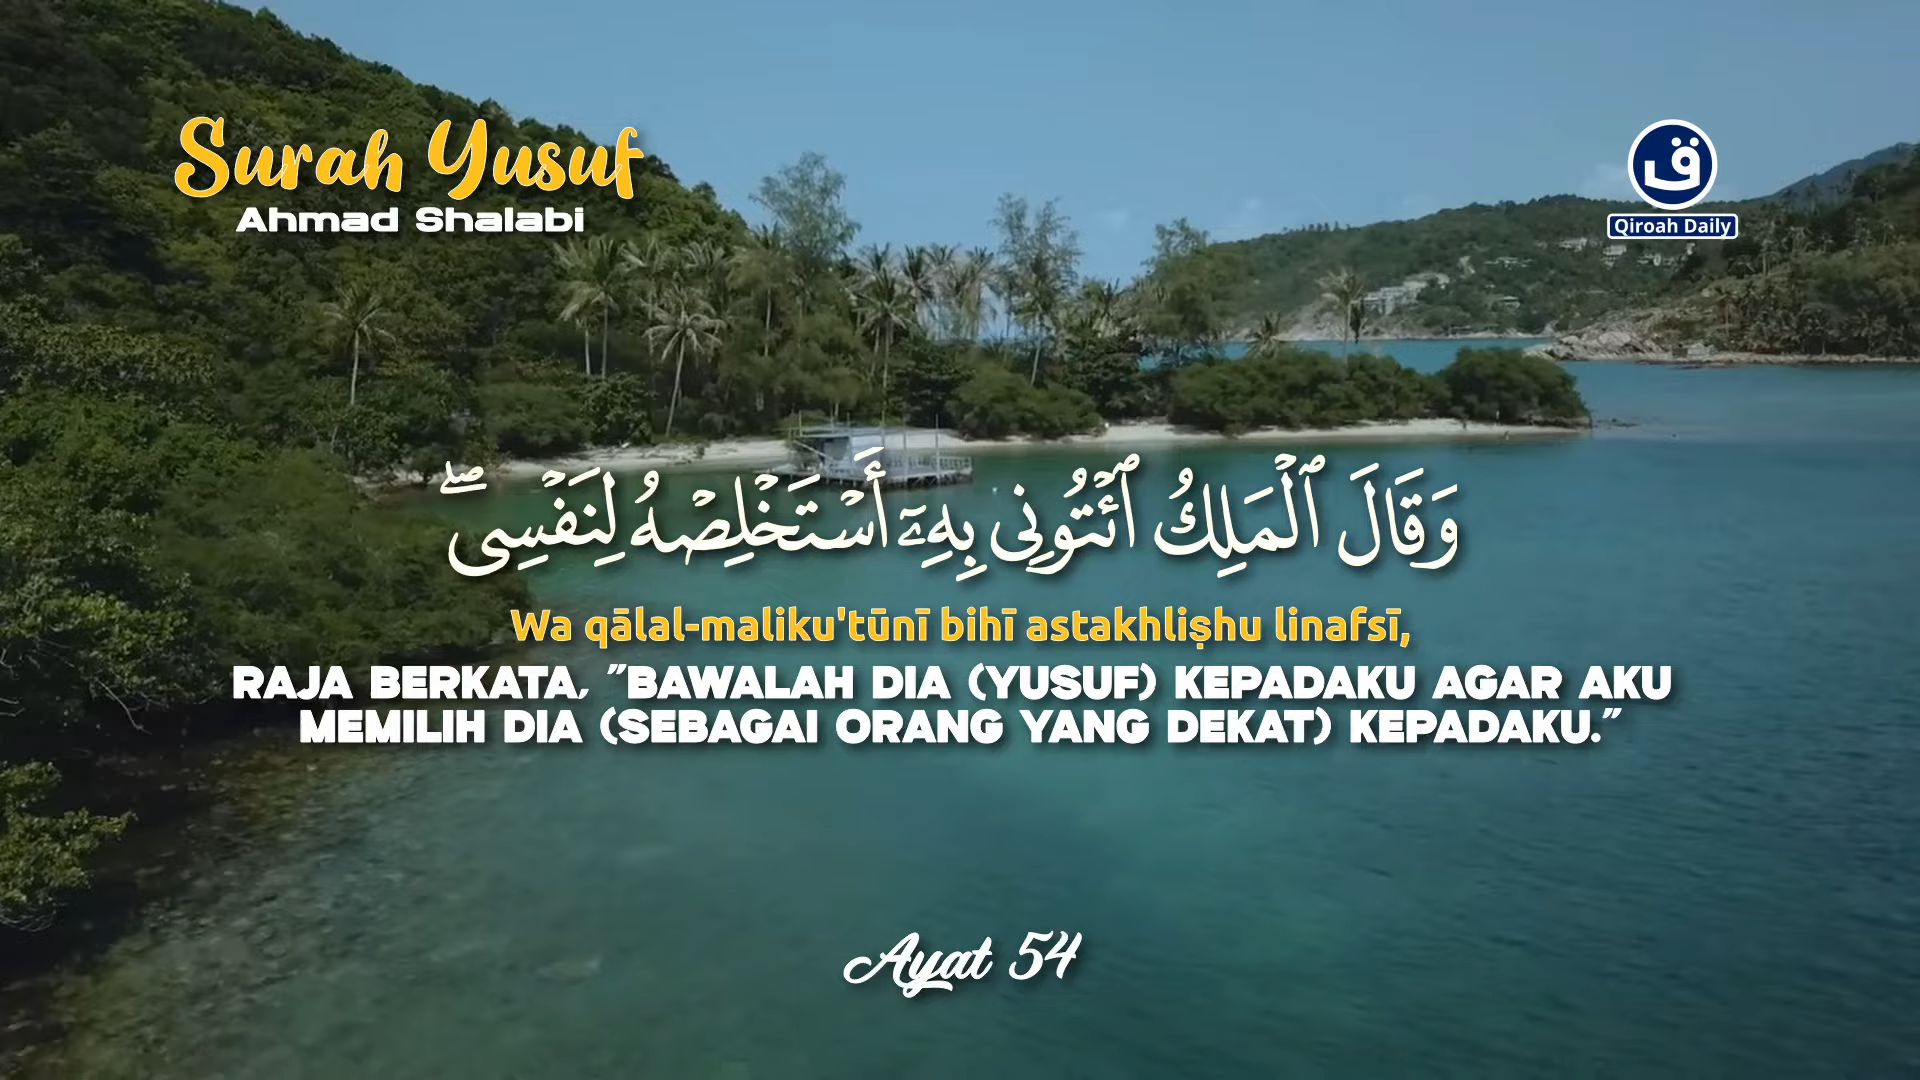 Surah Yusuf
Ahmad Shalabi
ق
Qiroah Daily
وَقَالَ ٱلْمَلِكُ ٱئْتُونِى بِهِۦٓ أَسْتَخْلِصْهُ لِنَفْسِى ۖ
Wa qālal-maliku'tūnī bihī astakhliṣhu linafsī,
RAJA BERKATA, "BAWALAH DIA (YUSUF) KEPADAKU AGAR AKU
MEMILIH DIA (SEBAGAI ORANG YANG DEKAT) KEPADAKU."
Ayat 54